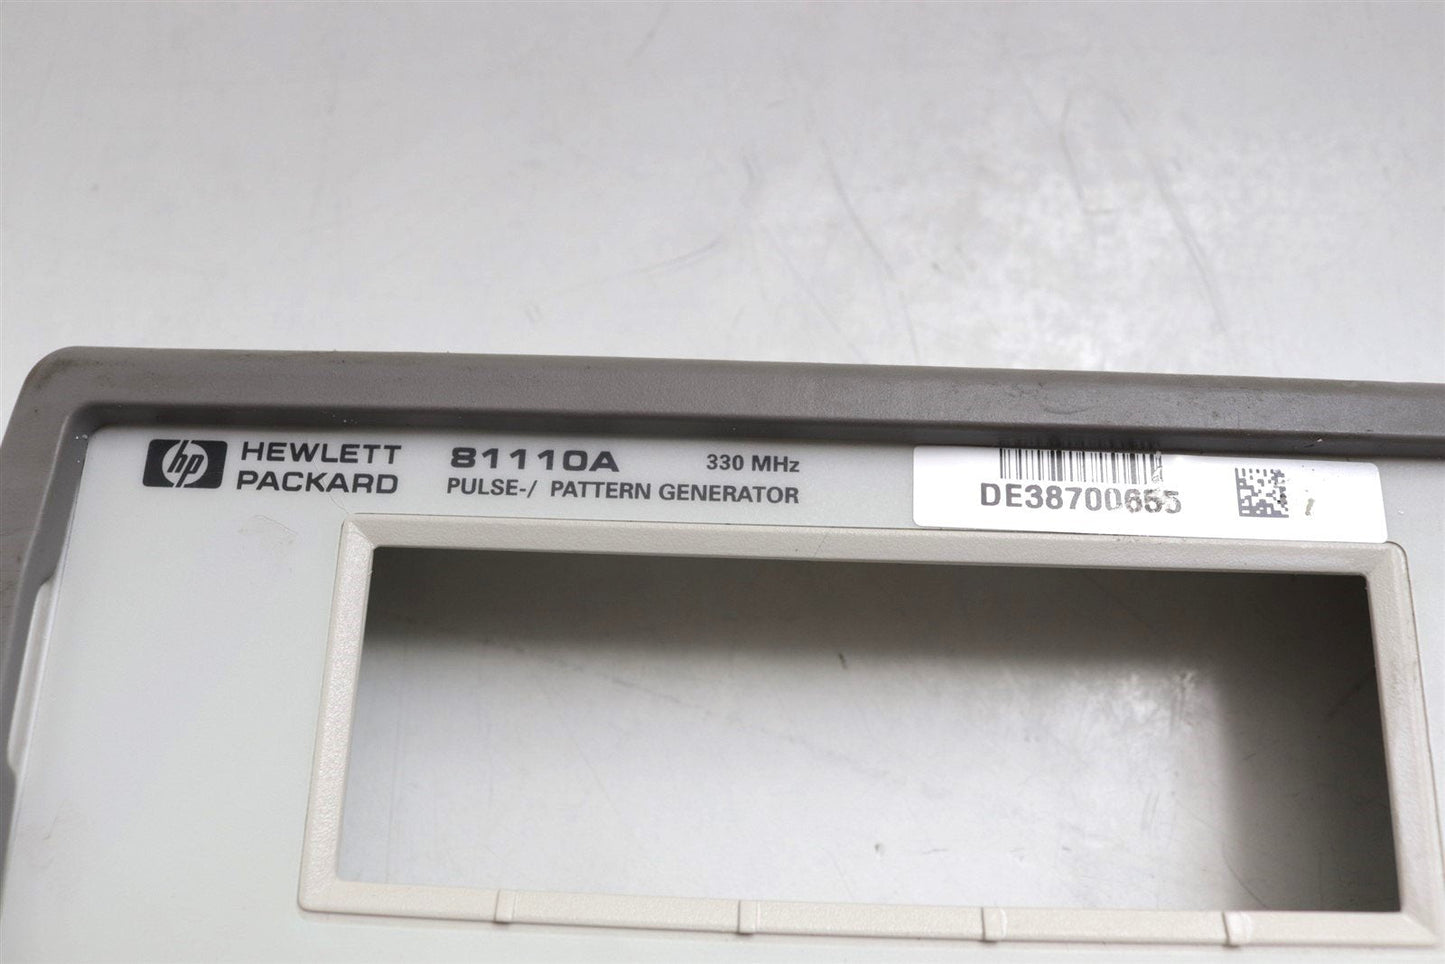 hp HEWLETT
PACKARD
81110A 330 MHz
PULSE-/ PATTERN GENERATOR
DE38700655